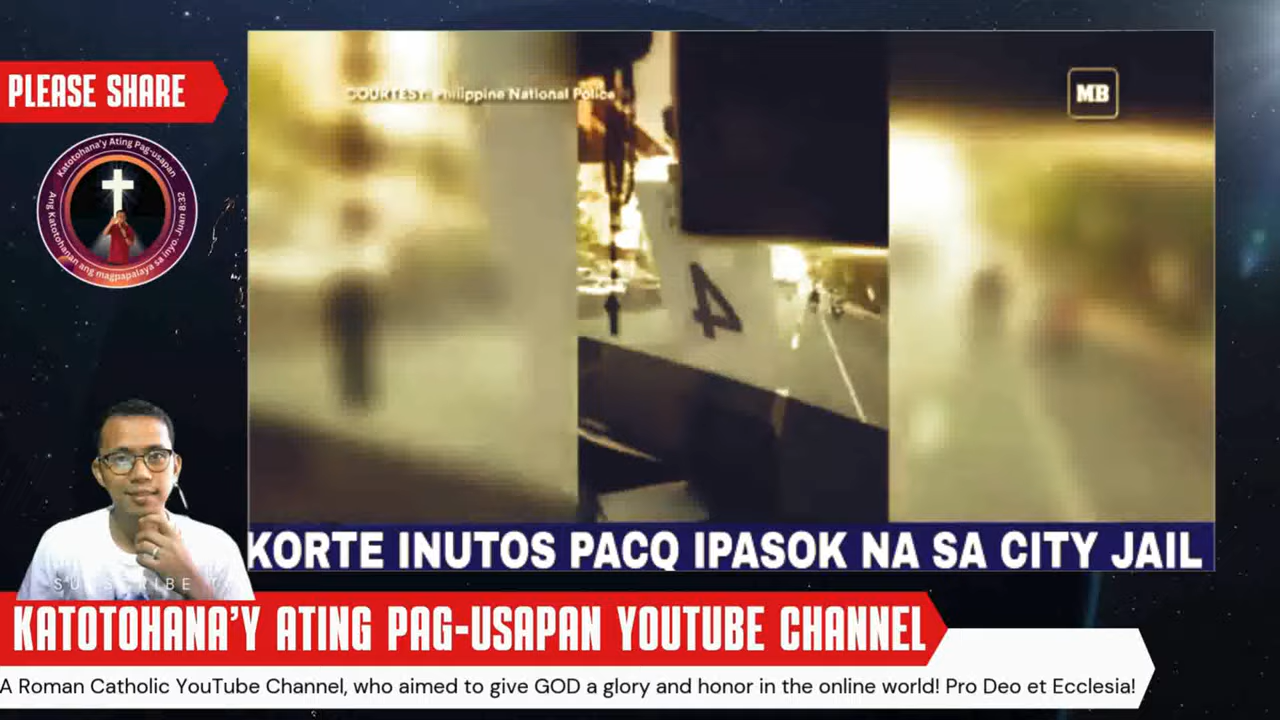 PLEASE SHARE
Katotohana'y Ating Pag-usapan
Ang Katotohanan ang magpapalaya sa inyo. Juan 8:32
COURTESY: Philippine National Police
MB
4
KORTE INUTOS PACQ IPASOK NA SA CITY JAIL
SUBSCRIBE
KATOTOHANA'Y ATING PAG-USAPAN YOUTUBE CHANNEL
A Roman Catholic YouTube Channel, who aimed to give GOD a glory and honor in the online world! Pro Deo et Ecclesia!